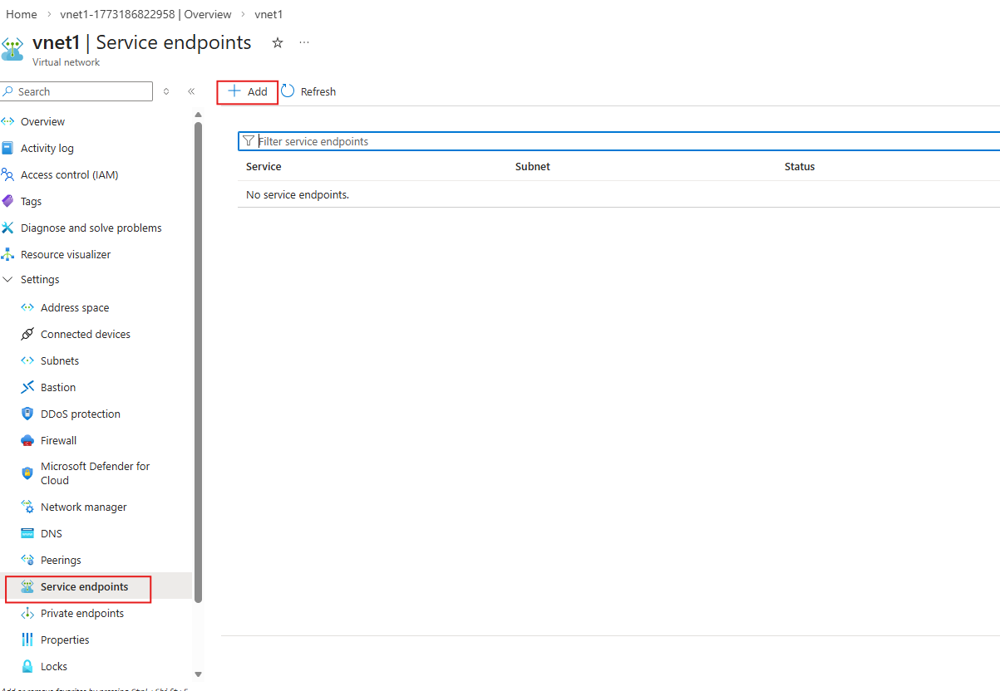 Home > vnet1-1773186822958 | Overview > vnet1
vnet1 | Service endpoints
Virtual network
Search
Add
Refresh
Overview
Activity log
Access control (IAM)
Tags
Diagnose and solve problems
Resource visualizer
Settings
Address space
Connected devices
Subnets
Bastion
DDoS protection
Firewall
Microsoft Defender for
Cloud
Network manager
DNS
Peerings
Service endpoints
Private endpoints
Properties
Locks
Filter service endpoints
Service Subnet Status
No service endpoints.